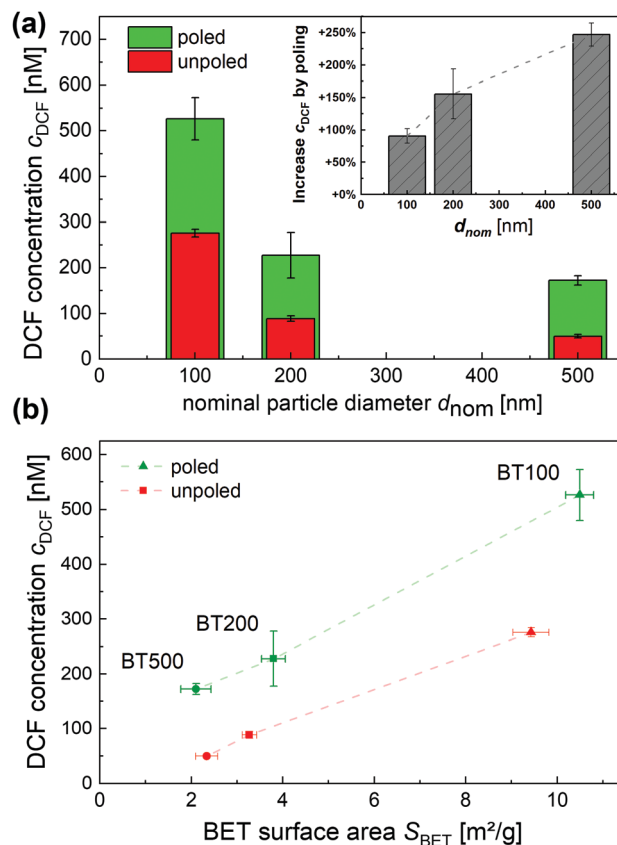 (a)
700
600
500
400
300
200
100
0
DCF concentration cDCF [nM]
poled
unpoled
+250%
+200%
+150%
+100%
+50%
+0%
Increase cDCF by poling
0 100 200 300 400 500
dnom [nm]
0 100 200 300 400 500
nominal particle diameter dnom [nm]
(b)
600
500
400
300
200
100
0
DCF concentration cDCF [nM]
poled
unpoled
BT100
BT200
BT500
0 2 4 6 8 10
BET surface area SBET [m²/g]